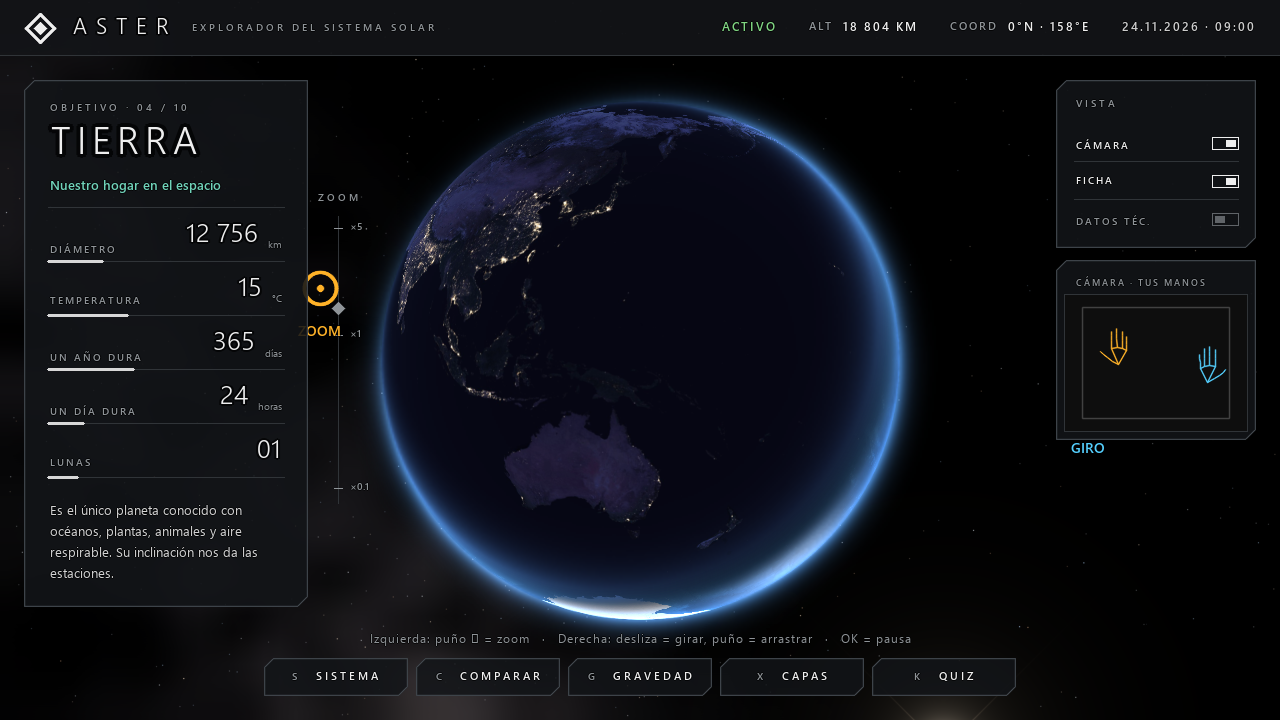 ASTER EXPLORADOR DEL SISTEMA SOLAR
ACTIVO ALT 18 804 KM COORD 0°N · 158°E 24.11.2026 · 09:00
OBJETIVO · 04 / 10
TIERRA
Nuestro hogar en el espacio
DIÁMETRO 12 756 km
TEMPERATURA 15 °C
UN AÑO DURA 365 días
UN DÍA DURA 24 horas
LUNAS 01
Es el único planeta conocido con
océanos, plantas, animales y aire
respirable. Su inclinación nos da las
estaciones.
ZOOM
×5
ZOOM
×1
×0.1
VISTA
CÁMARA
FICHA
DATOS TÉC.
CÁMARA · TUS MANOS
GIRO
Izquierda: puño ▯ = zoom · Derecha: desliza = girar, puño = arrastrar · OK = pausa
S SISTEMA
C COMPARAR
G GRAVEDAD
X CAPAS
K QUIZ